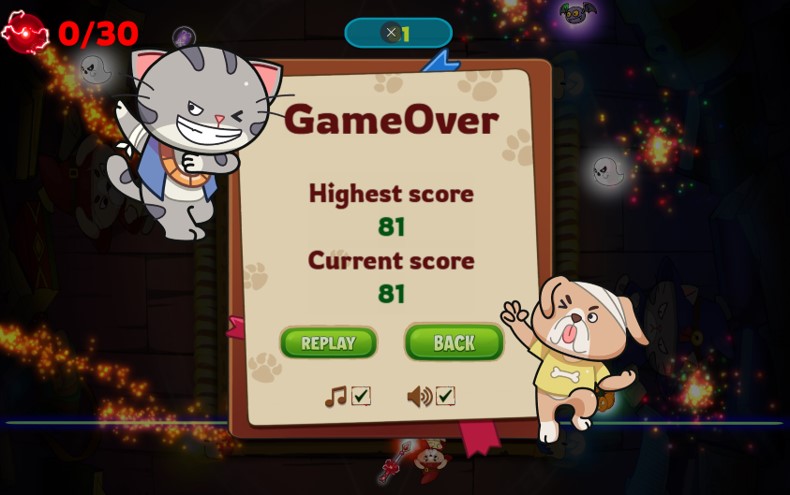 0/30
×1
GameOver
Highest score
81
Current score
81
REPLAY
BACK